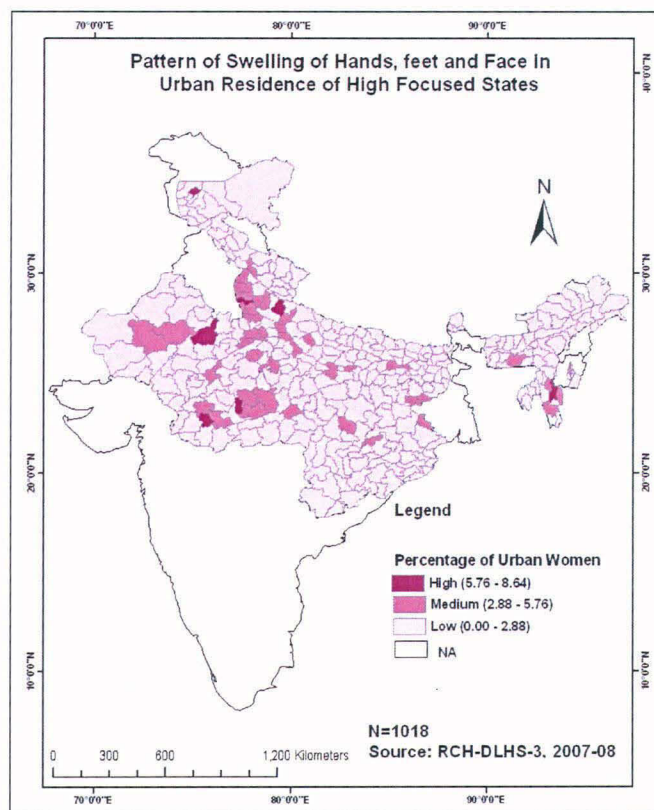 70°0'0"E 80°0'0"E 90°0'0"E
Pattern of Swelling of Hands, feet and Face In
Urban Residence of High Focused States
N
30°0'0"N 30°0'0"N
20°0'0"N 20°0'0"N
Legend
Percentage of Urban Women
High (5.76 - 8.64)
Medium (2.88 - 5.76)
Low (0.00 - 2.88)
NA
10°0'0"N 10°0'0"N
N=1018
Source: RCH-DLHS-3. 2007-08
0 300 600 1,200 Kilometers
70°0'0"E 80°0'0"E 90°0'0"E